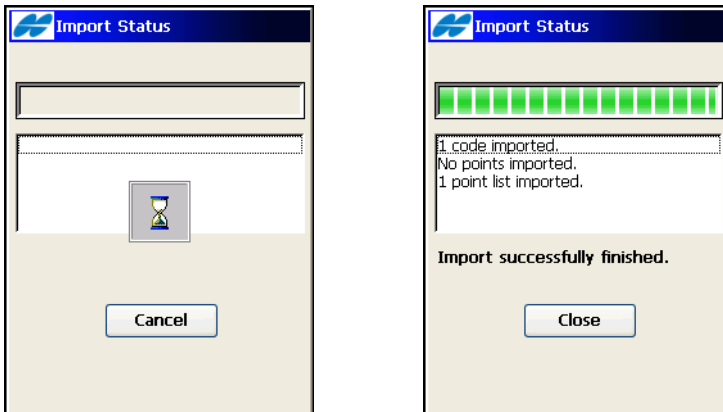 Import Status
Cancel
Import Status
1 code imported.
No points imported.
1 point list imported.
Import successfully finished.
Close